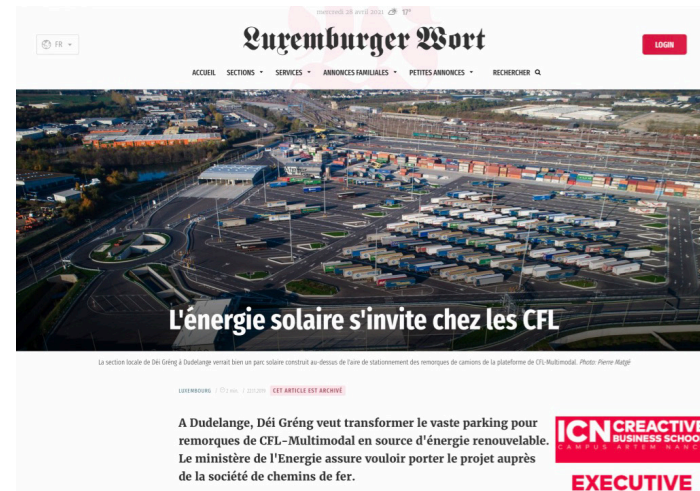 mercredi 28 avril 2021 17°
FR
Luxemburger Wort
LOGIN
ACCUEIL SECTIONS SERVICES ANNONCES FAMILIALES PETITES ANNONCES RECHERCHER
L'énergie solaire s'invite chez les CFL
La section locale de Déi Gréng à Dudelange verrait bien un parc solaire construit au-dessus de l'aire de stationnement des remorques de camions de la plateforme de CFL-Multimodal. Photo: Pierre Matgé
LUXEMBOURG 2 min. CET ARTICLE EST ARCHIVÉ
A Dudelange, Déi Gréng veut transformer le vaste parking pour
remorques de CFL-Multimodal en source d'énergie renouvelable.
Le ministère de l'Energie assure vouloir porter le projet auprès
de la société de chemins de fer.
ICN CREACTIVE
BUSINESS SCHOOL
CAMPUS ARTEM NANC
EXECUTIVE